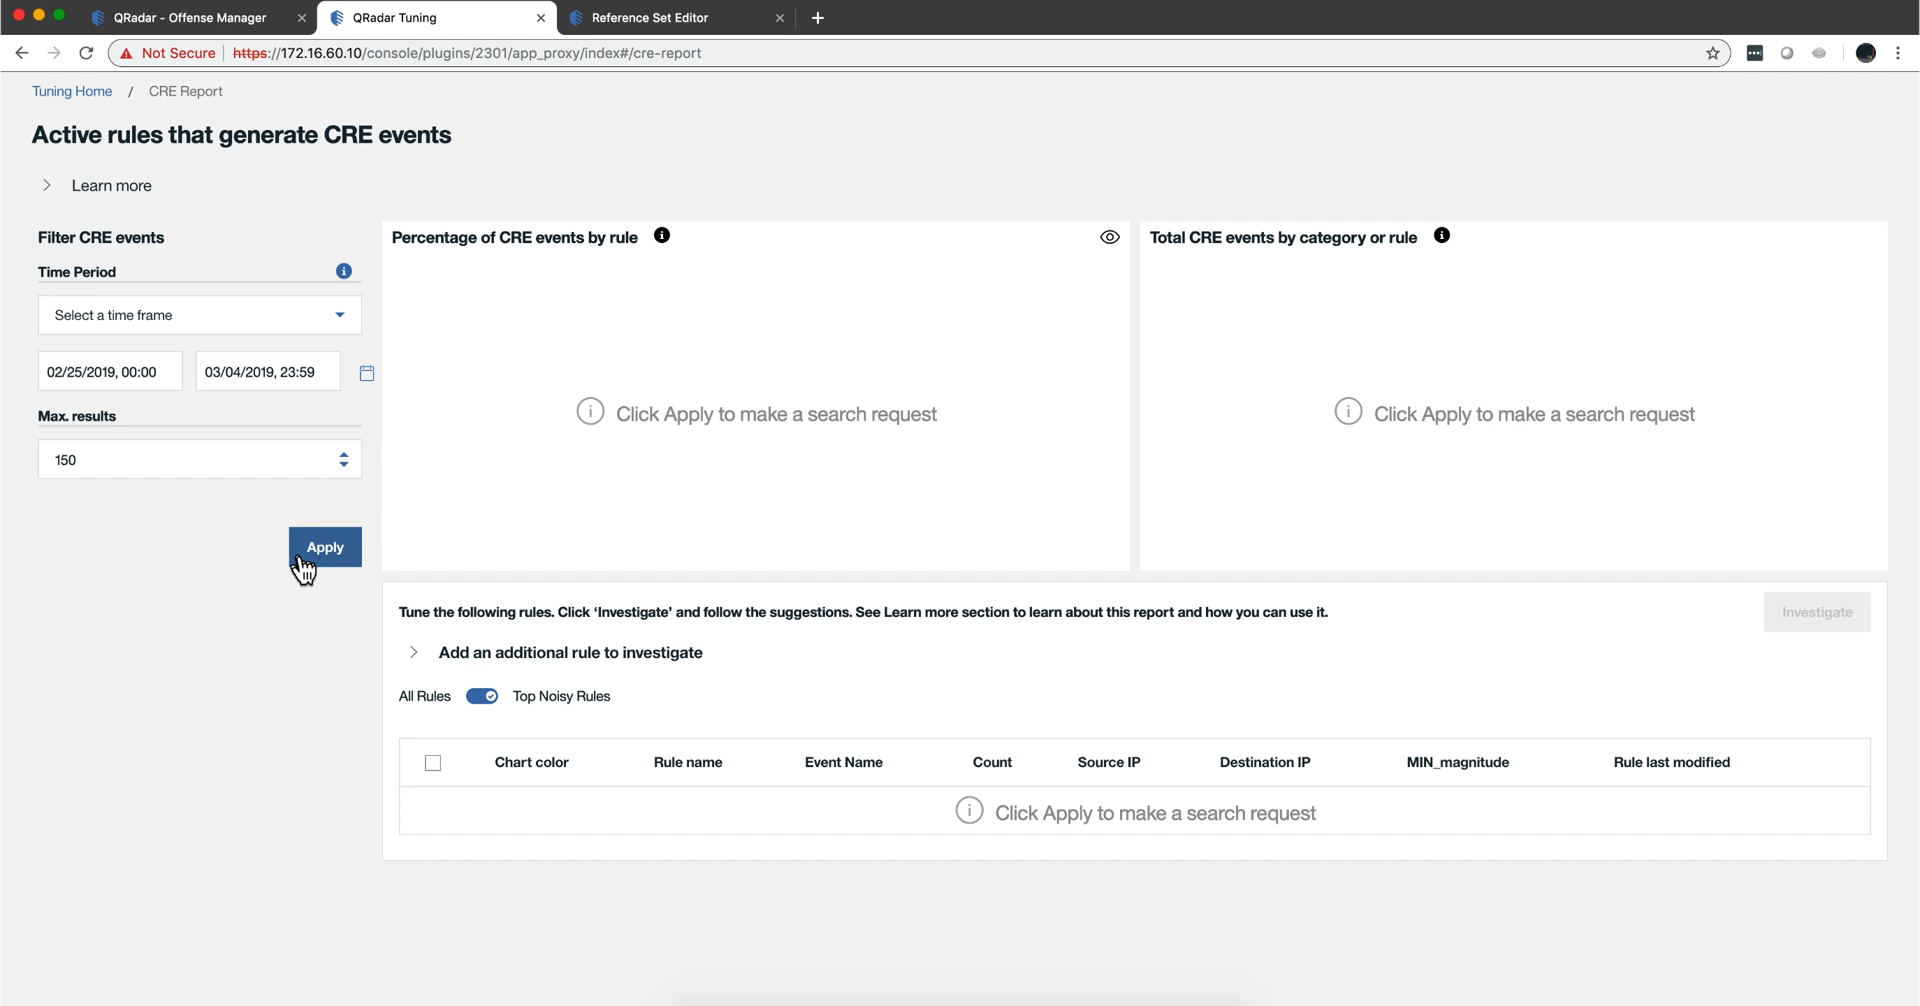 QRadar - Offense Manager
QRadar Tuning
Reference Set Editor
Not Secure | https://172.16.60.10/console/plugins/2301/app_proxy/index#/cre-report
Tuning Home / CRE Report
Active rules that generate CRE events
Learn more
Filter CRE events
Time Period
Select a time frame
02/25/2019, 00:00
03/04/2019, 23:59
Max. results
150
Apply
Percentage of CRE events by rule
Click Apply to make a search request
Total CRE events by category or rule
Click Apply to make a search request
Tune the following rules. Click ‘Investigate’ and follow the suggestions. See Learn more section to learn about this report and how you can use it.
Investigate
Add an additional rule to investigate
All Rules
Top Noisy Rules
Chart color Rule name Event Name Count Source IP Destination IP MIN_magnitude Rule last modified
Click Apply to make a search request